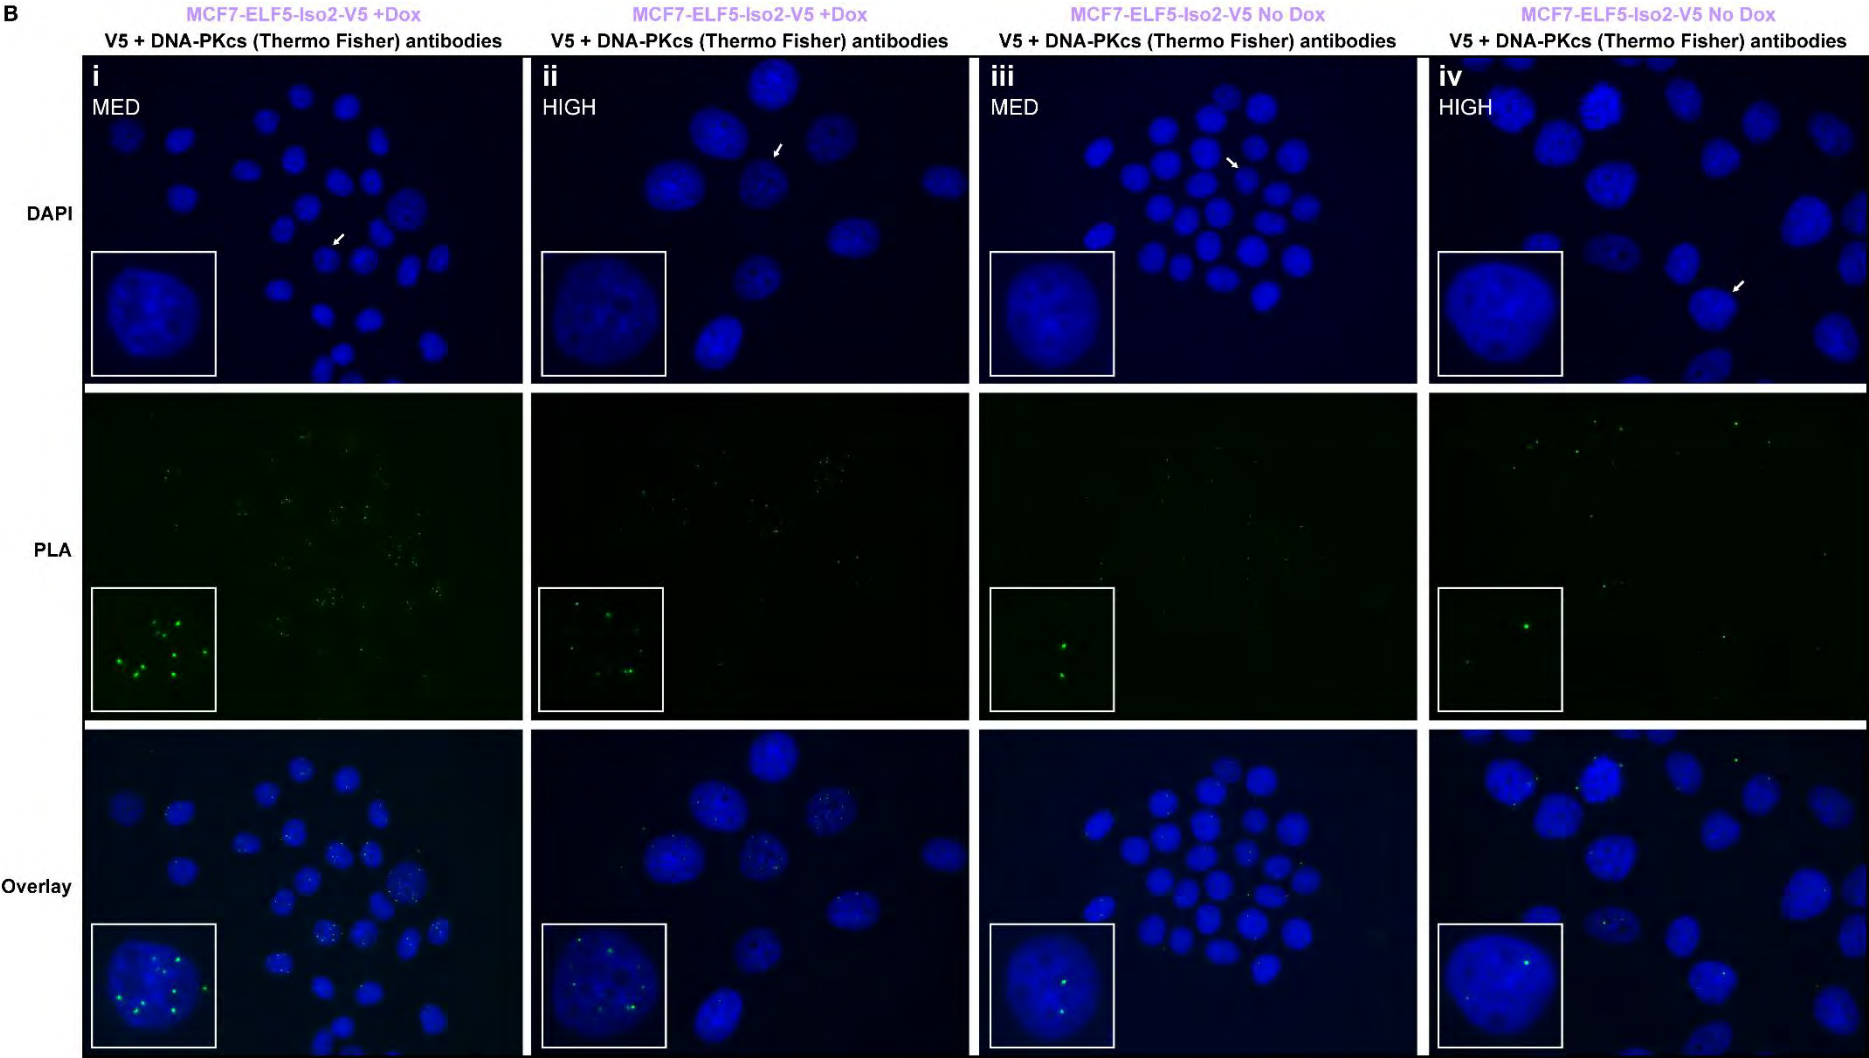 B
MCF7-ELF5-Iso2-V5 +Dox
V5 + DNA-PKcs (Thermo Fisher) antibodies
MCF7-ELF5-Iso2-V5 +Dox
V5 + DNA-PKcs (Thermo Fisher) antibodies
MCF7-ELF5-Iso2-V5 No Dox
V5 + DNA-PKcs (Thermo Fisher) antibodies
MCF7-ELF5-Iso2-V5 No Dox
V5 + DNA-PKcs (Thermo Fisher) antibodies
i
MED
ii
HIGH
iii
MED
iv
HIGH
DAPI
PLA
Overlay